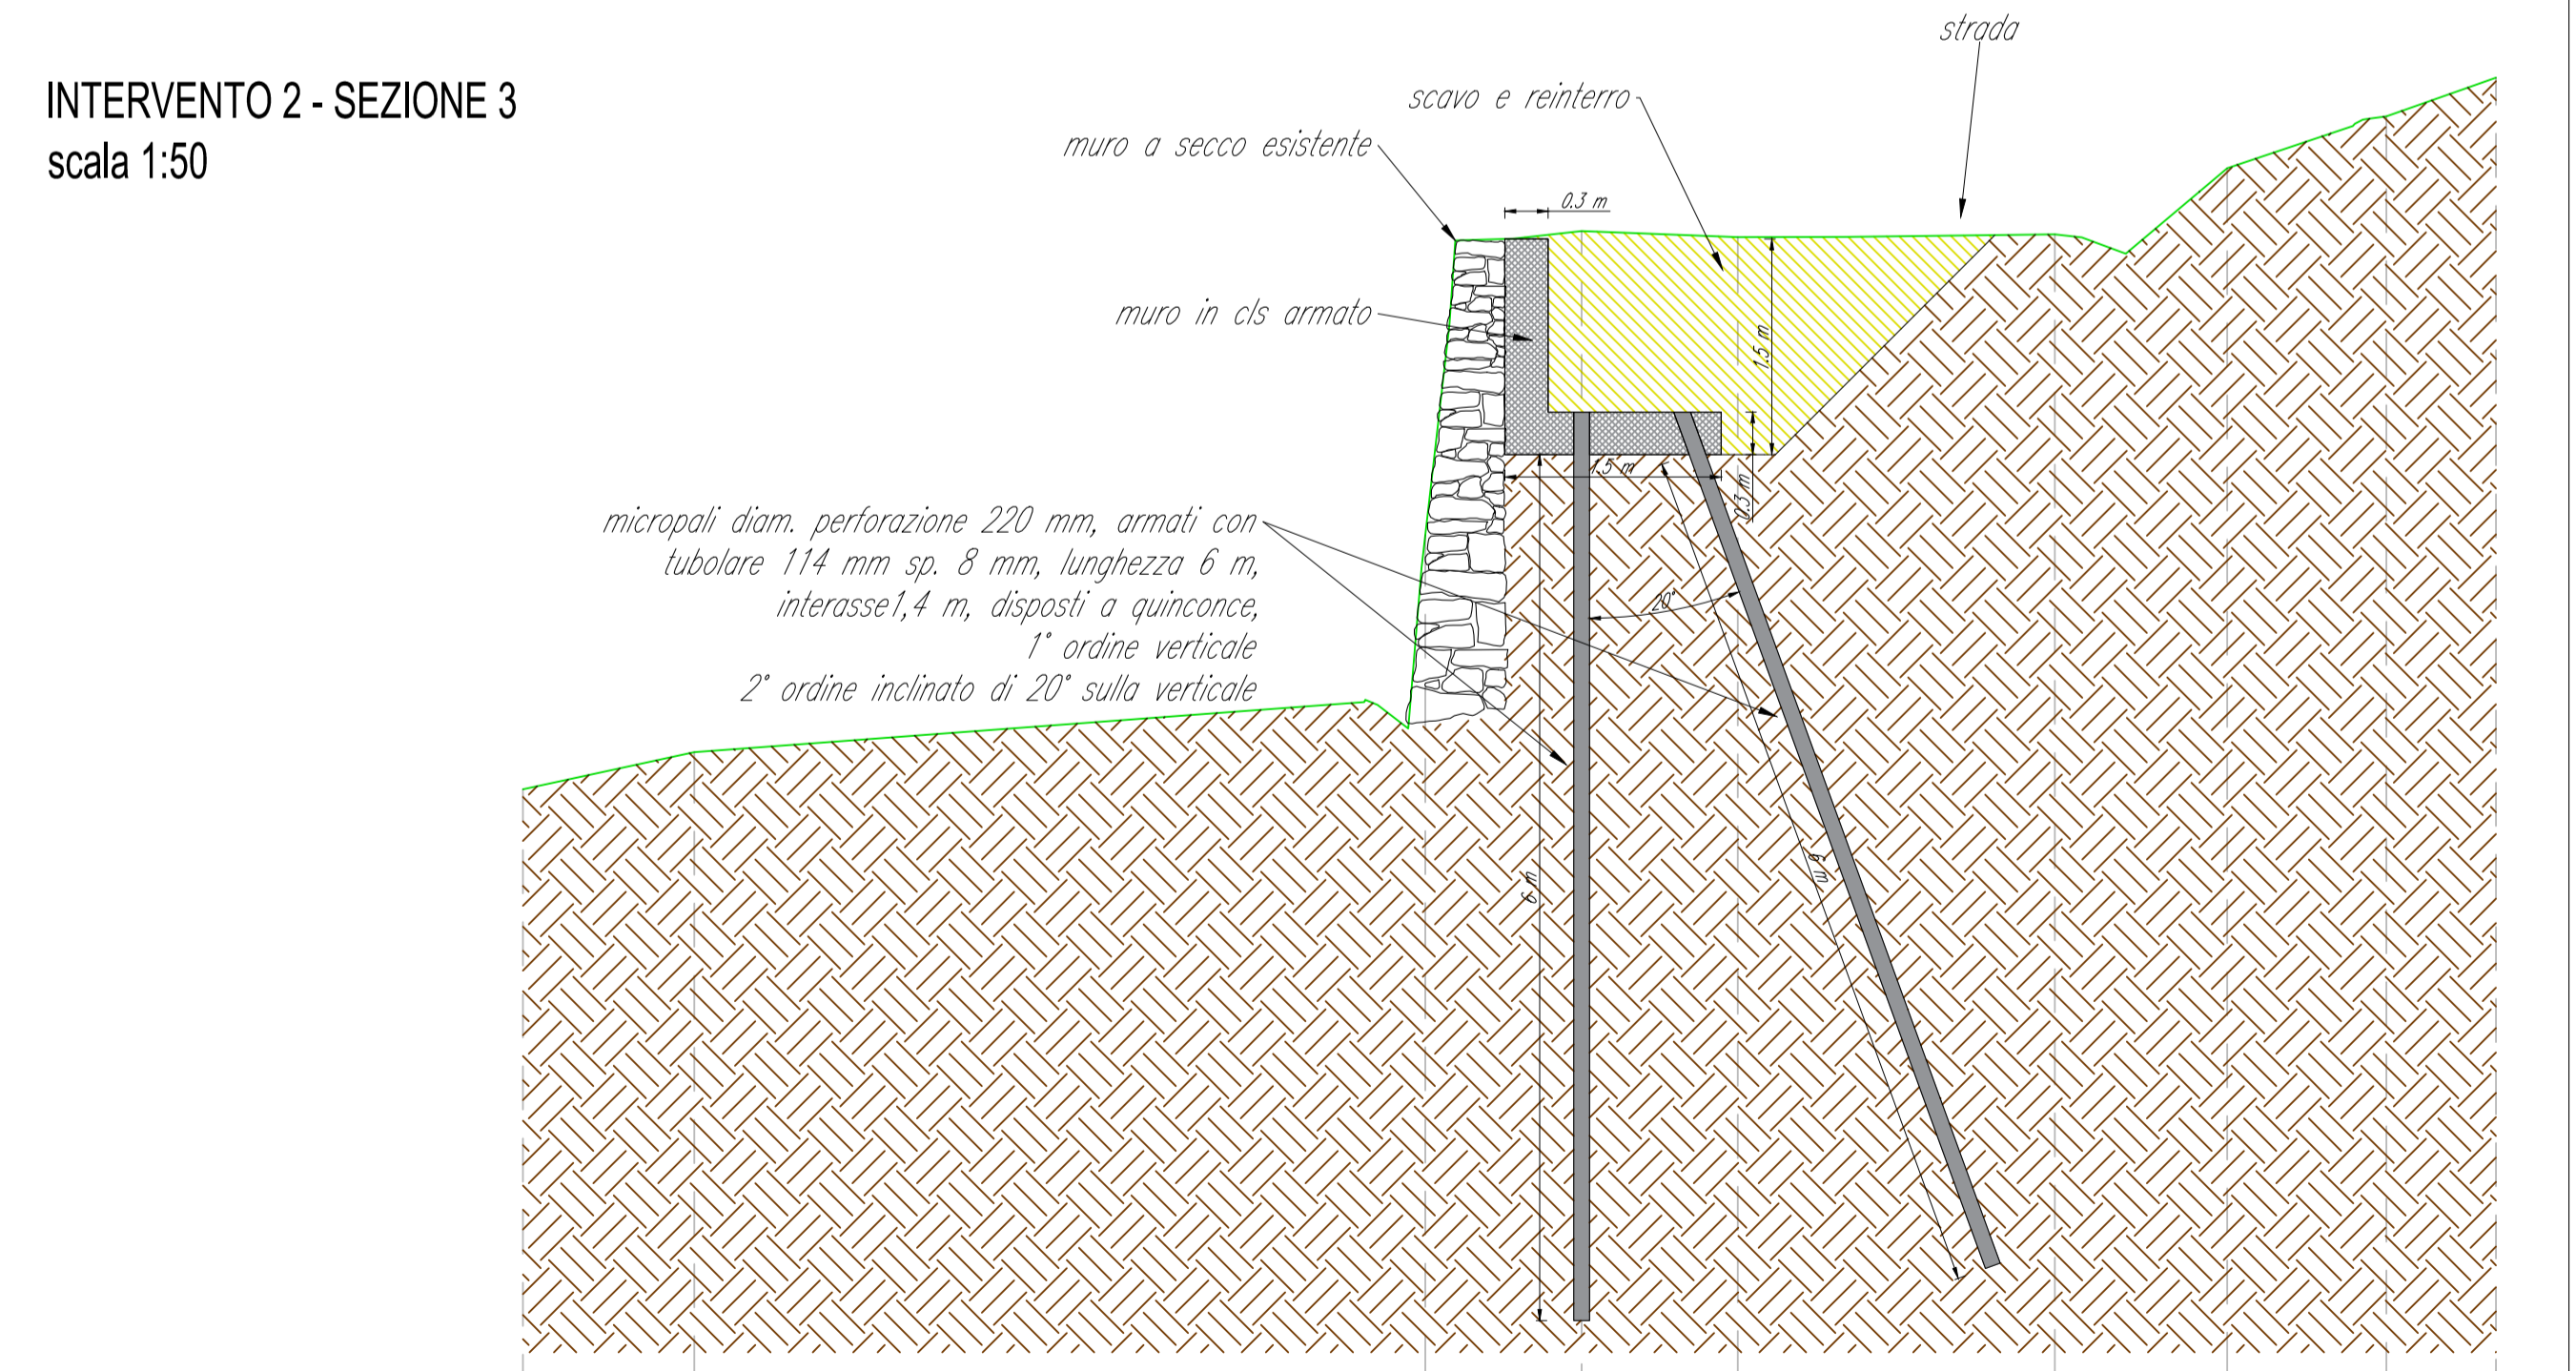 INTERVENTO 2 - SEZIONE 3
scala 1:50
strada
scavo e reinterro
muro a secco esistente
0.3 m
muro in cls armato
1.5 m
1.5 m
0.3 m
micropali diam. perforazione 220 mm, armati con
tubolare 114 mm sp. 8 mm, lunghezza 6 m,
interasse1,4 m, disposti a quinconce,
1° ordine verticale
2° ordine inclinato di 20° sulla verticale
20°
6 m
6 m